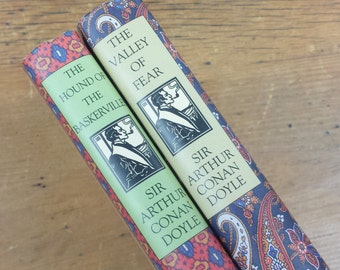 THE
HOUND OF
THE
BASKERVILLES
SIR
ARTHUR
CONAN
DOYLE
THE
VALLEY
OF
FEAR
SIR
ARTHUR
CONAN
DOYLE